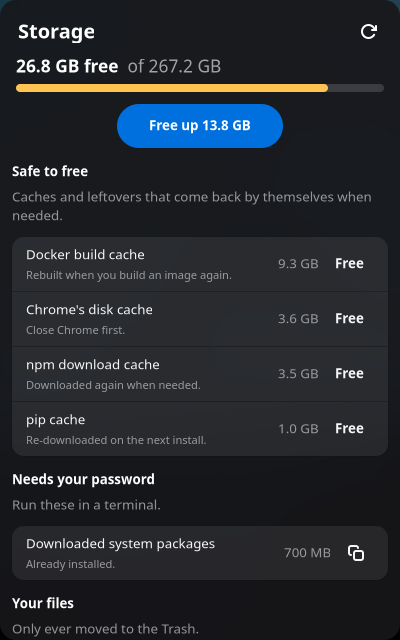 Storage
26.8 GB free of 267.2 GB
Free up 13.8 GB
Safe to free
Caches and leftovers that come back by themselves when
needed.
Docker build cache
Rebuilt when you build an image again.
9.3 GB Free
Chrome's disk cache
Close Chrome first.
3.6 GB Free
npm download cache
Downloaded again when needed.
3.5 GB Free
pip cache
Re-downloaded on the next install.
1.0 GB Free
Needs your password
Run these in a terminal.
Downloaded system packages
Already installed.
700 MB
Your files
Only ever moved to the Trash.